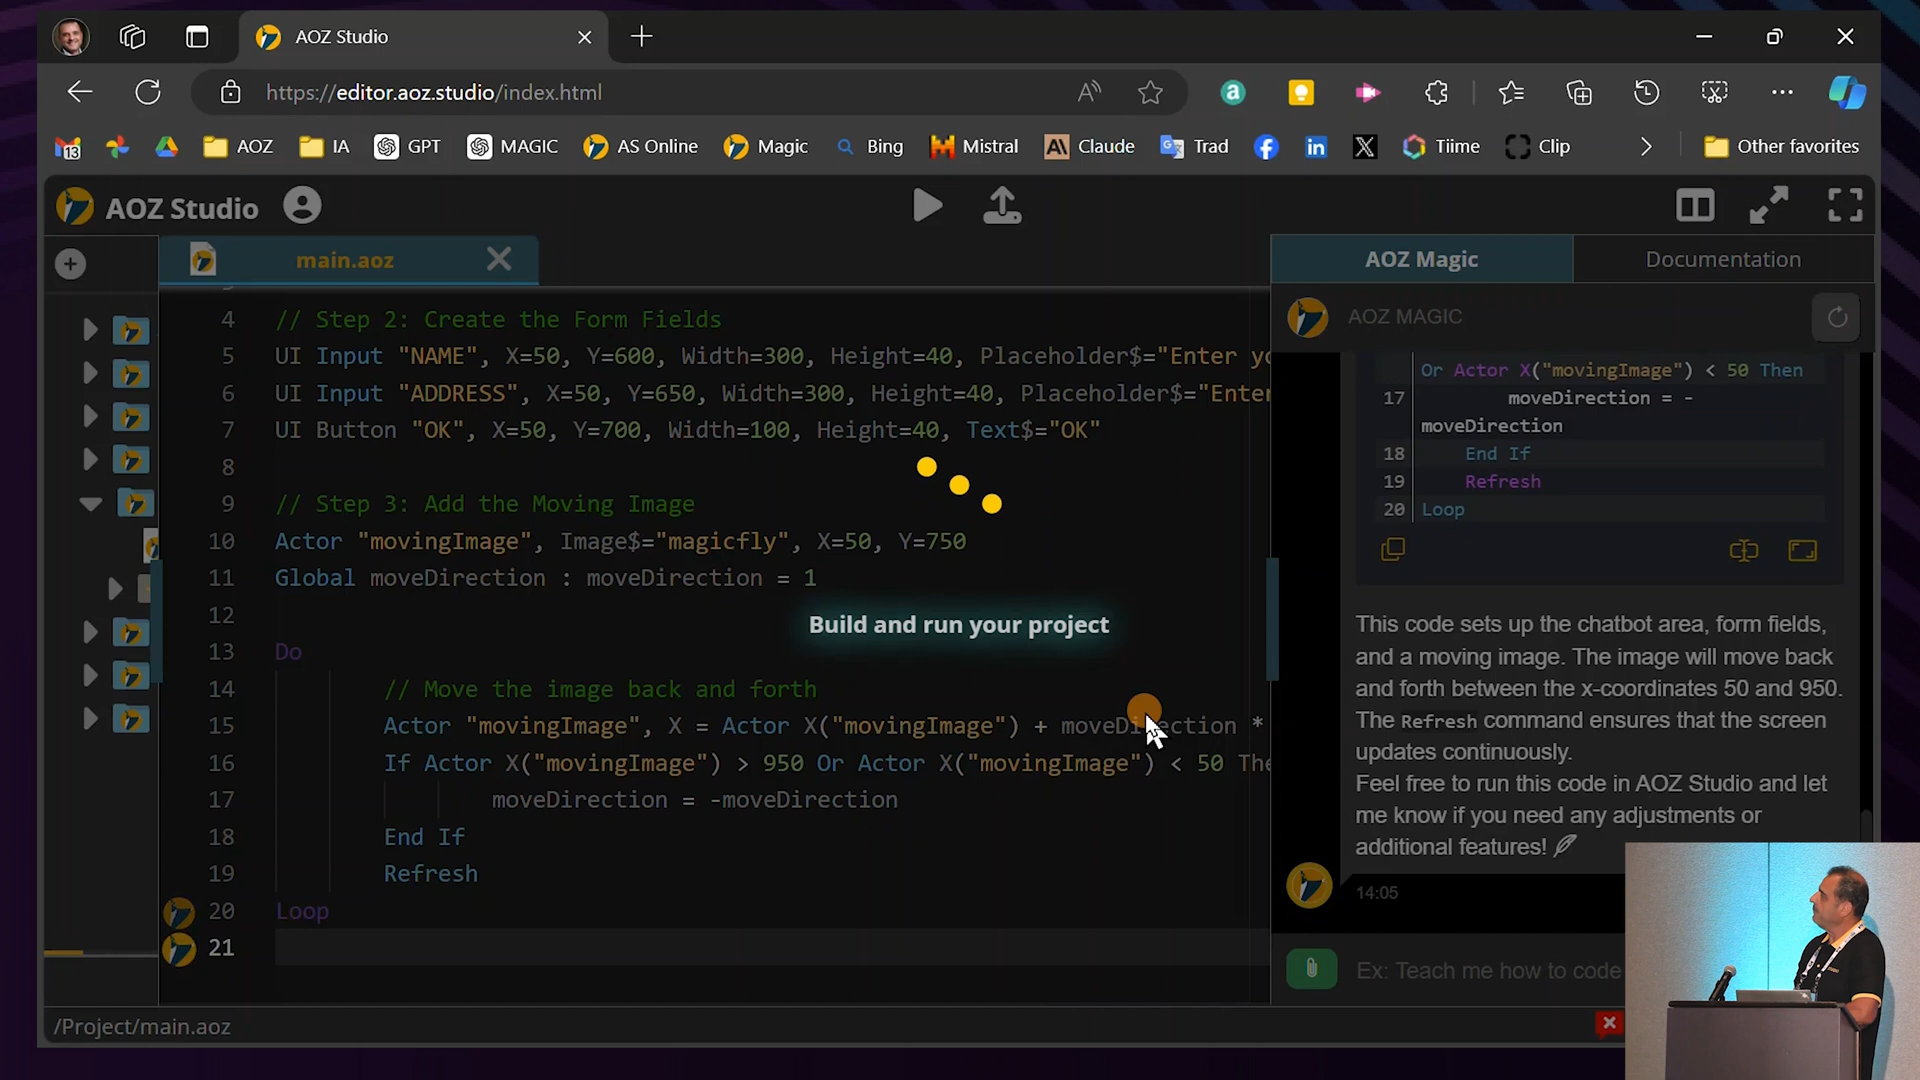 AOZ Studio
https://editor.aoz.studio/index.html
13
AOZ
IA
GPT
MAGIC
AS Online
Magic
Bing
Mistral
Claude
Trad
Tiime
Clip
Other favorites
AOZ Studio
main.aoz
AOZ Magic
Documentation
AOZ MAGIC
4 // Step 2: Create the Form Fields
5 UI Input "NAME", X=50, Y=600, Width=300, Height=40, Placeholder$="Enter yo
6 UI Input "ADDRESS", X=50, Y=650, Width=300, Height=40, Placeholder$="Enter
7 UI Button "OK", X=50, Y=700, Width=100, Height=40, Text$="OK"
8
9 // Step 3: Add the Moving Image
10 Actor "movingImage", Image$="magicfly", X=50, Y=750
11 Global moveDirection : moveDirection = 1
12
13 Do
14 // Move the image back and forth
15 Actor "movingImage", X = Actor X("movingImage") + moveDirection *
16 If Actor X("movingImage") > 950 Or Actor X("movingImage") < 50 The
17 moveDirection = -moveDirection
18 End If
19 Refresh
20 Loop
21
Build and run your project
Or Actor X("movingImage") < 50 Then
17 moveDirection = -
moveDirection
18 End If
19 Refresh
20 Loop
This code sets up the chatbot area, form fields,
and a moving image. The image will move back
and forth between the x-coordinates 50 and 950.
The Refresh command ensures that the screen
updates continuously.
Feel free to run this code in AOZ Studio and let
me know if you need any adjustments or
additional features!
14:05
Ex: Teach me how to code
/Project/main.aoz